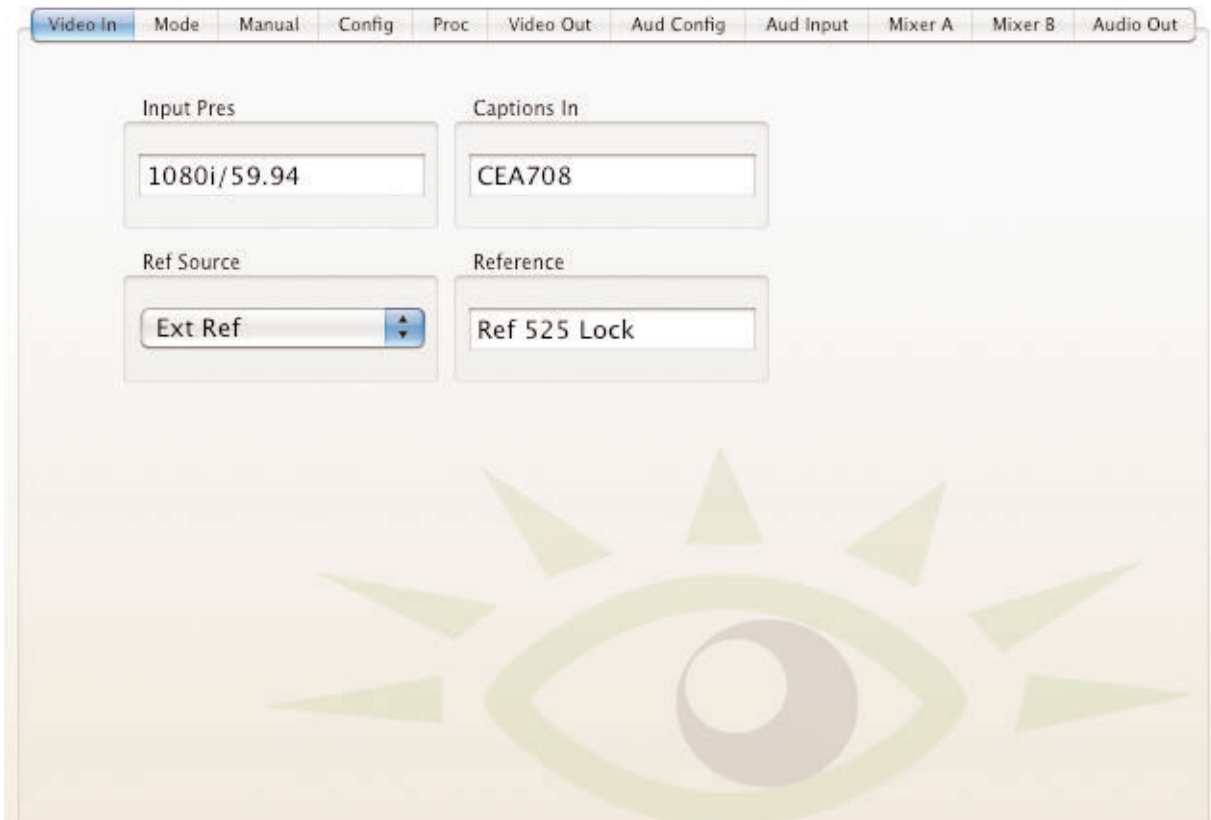 Video In Mode Manual Config Proc Video Out Aud Config Aud Input Mixer A Mixer B Audio Out
Input Pres Captions In
1080i/59.94 CEA708
Ref Source Reference
Ext Ref Ref 525 Lock